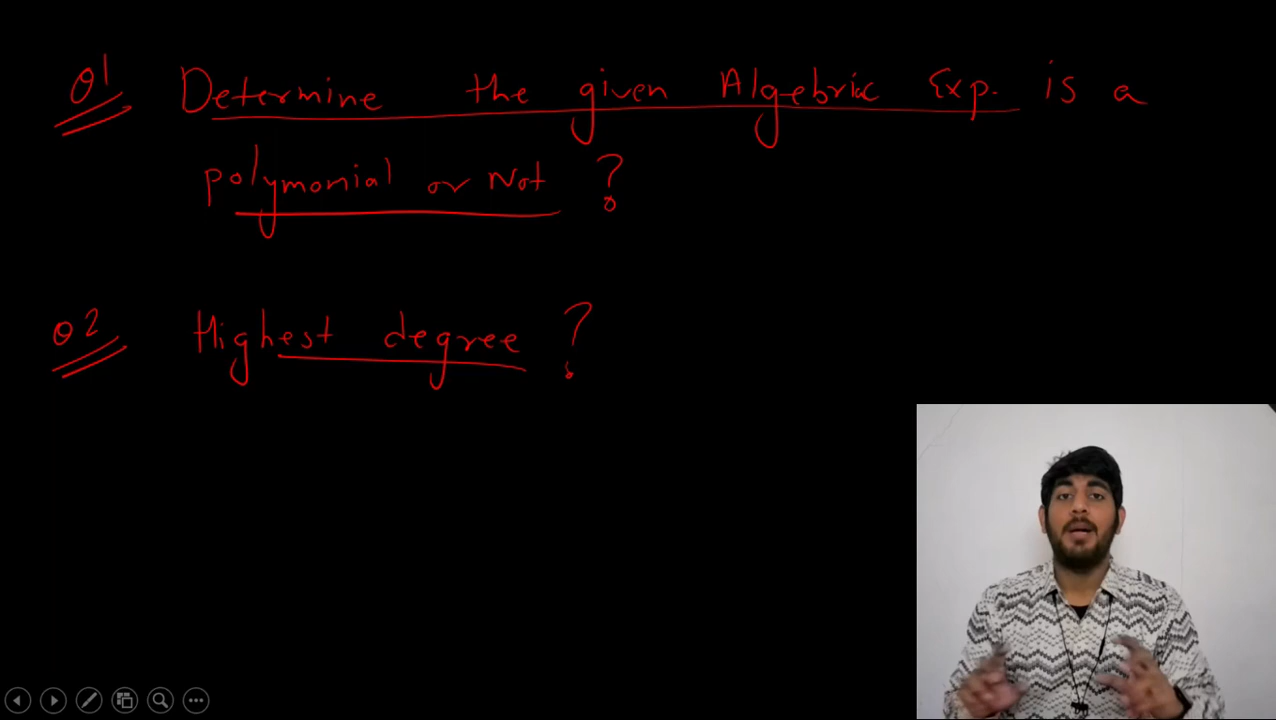 Q1 Determine the given Algebric Exp. is a
polymonial or Not ?
Q2 Highest degree ?